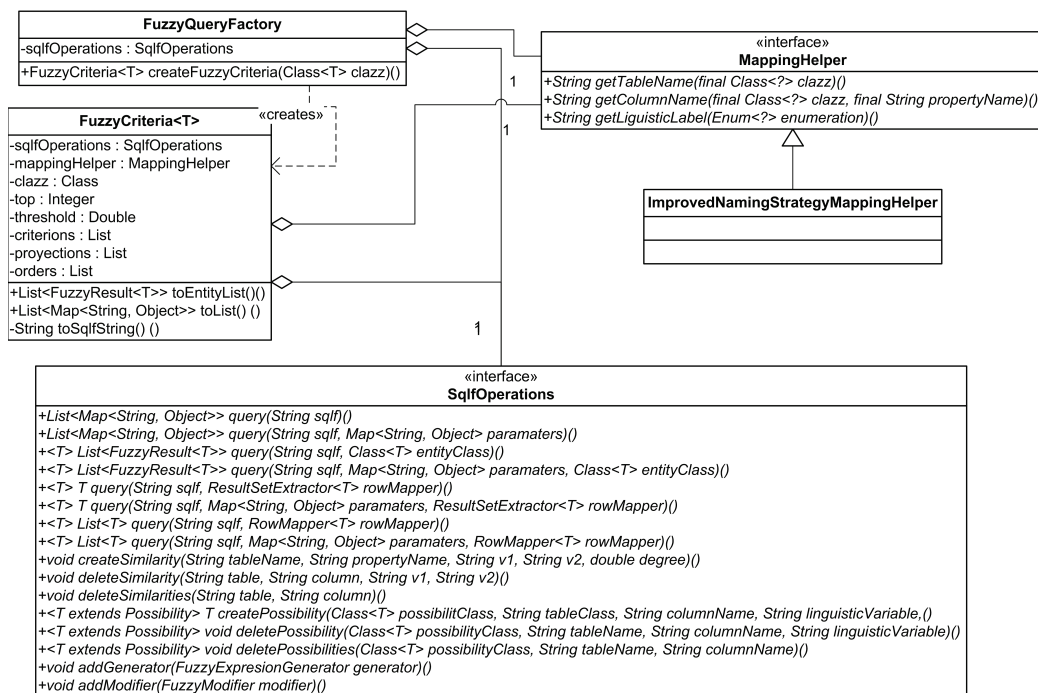 FuzzyQueryFactory
-sqlfOperations : SqlfOperations
+FuzzyCriteria<T> createFuzzyCriteria(Class<T> clazz)()
«interface»
MappingHelper
+String getTableName(final Class<?> clazz)()
+String getColumnName(final Class<?> clazz, final String propertyName)()
+String getLiguisticLabel(Enum<?> enumeration)()
1
1
«creates»
FuzzyCriteria<T>
-sqlfOperations : SqlfOperations
-mappingHelper : MappingHelper
-clazz : Class
-top : Integer
-threshold : Double
-criterions : List
-proyections : List
-orders : List
+List<FuzzyResult<T>> toEntityList()()
+List<Map<String, Object>> toList() ()
-String toSqlfString() ()
ImprovedNamingStrategyMappingHelper
1
«interface»
SqlfOperations
+List<Map<String, Object>> query(String sqlf)()
+List<Map<String, Object>> query(String sqlf, Map<String, Object> paramaters)()
+<T> List<FuzzyResult<T>> query(String sqlf, Class<T> entityClass)()
+<T> List<FuzzyResult<T>> query(String sqlf, Map<String, Object> paramaters, Class<T> entityClass)()
+<T> T query(String sqlf, ResultSetExtractor<T> rowMapper)()
+<T> T query(String sqlf, Map<String, Object> paramaters, ResultSetExtractor<T> rowMapper)()
+<T> List<T> query(String sqlf, RowMapper<T> rowMapper)()
+<T> List<T> query(String sqlf, Map<String, Object> paramaters, RowMapper<T> rowMapper)()
+void createSimilarity(String tableName, String propertyName, String v1, String v2, double degree)()
+void deleteSimilarity(String table, String column, String v1, String v2)()
+void deleteSimilarities(String table, String column)()
+<T extends Possibility> T createPossibility(Class<T> possibilitClass, String tableClass, String columnName, String linguisticVariable,()
+<T extends Possibility> void deletePossibility(Class<T> possibilityClass, String tableName, String columnName, String linguisticVariable)()
+<T extends Possibility> void deletePossibilities(Class<T> possibilityClass, String tableName, String columnName)()
+void addGenerator(FuzzyExpresionGenerator generator)()
+void addModifier(FuzzyModifier modifier)()